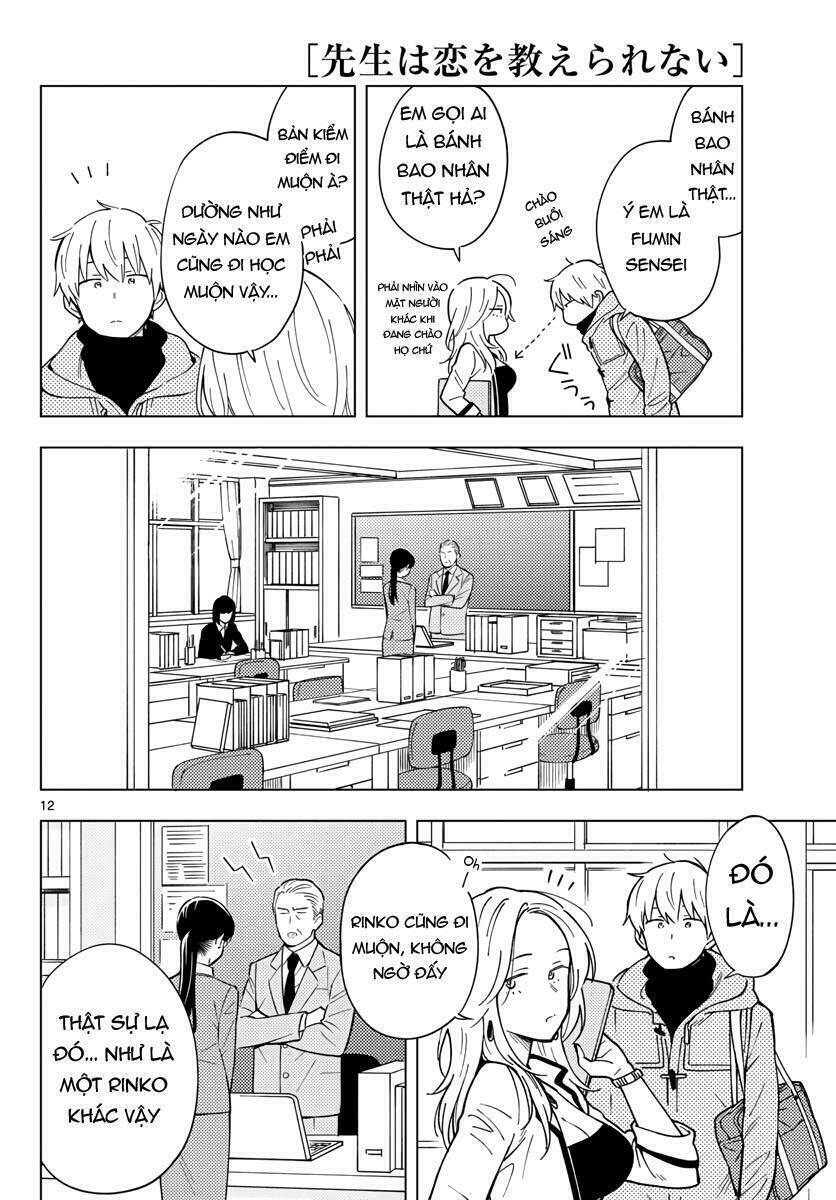 ［先生は恋を教えられない］
BÁNH
BAO
NHÂN
THẬT...
Ý EM LÀ
FUMIN
SENSEI
CHÀO
BUỔI
SÁNG
EM GỌI AI
LÀ BÁNH
BAO NHÂN
THẬT HẢ?
PHẢI NHÌN VÀO
MẶT NGƯỜI
KHÁC KHI
ĐANG CHÀO
HỌ CHỨ
BẢN KIỂM
ĐIỂM ĐI
MUỘN À?
PHẢI
PHẢI
DƯỜNG NHƯ
NGÀY NÀO EM
CŨNG ĐI HỌC
MUỘN VẬY...
12
ĐÓ
LÀ...
OH
RINKO CŨNG ĐI
MUỘN, KHÔNG
NGỜ ĐẤY
THẬT SỰ LẠ
ĐÓ... NHƯ LÀ
MỘT RINKO
KHÁC VẬY